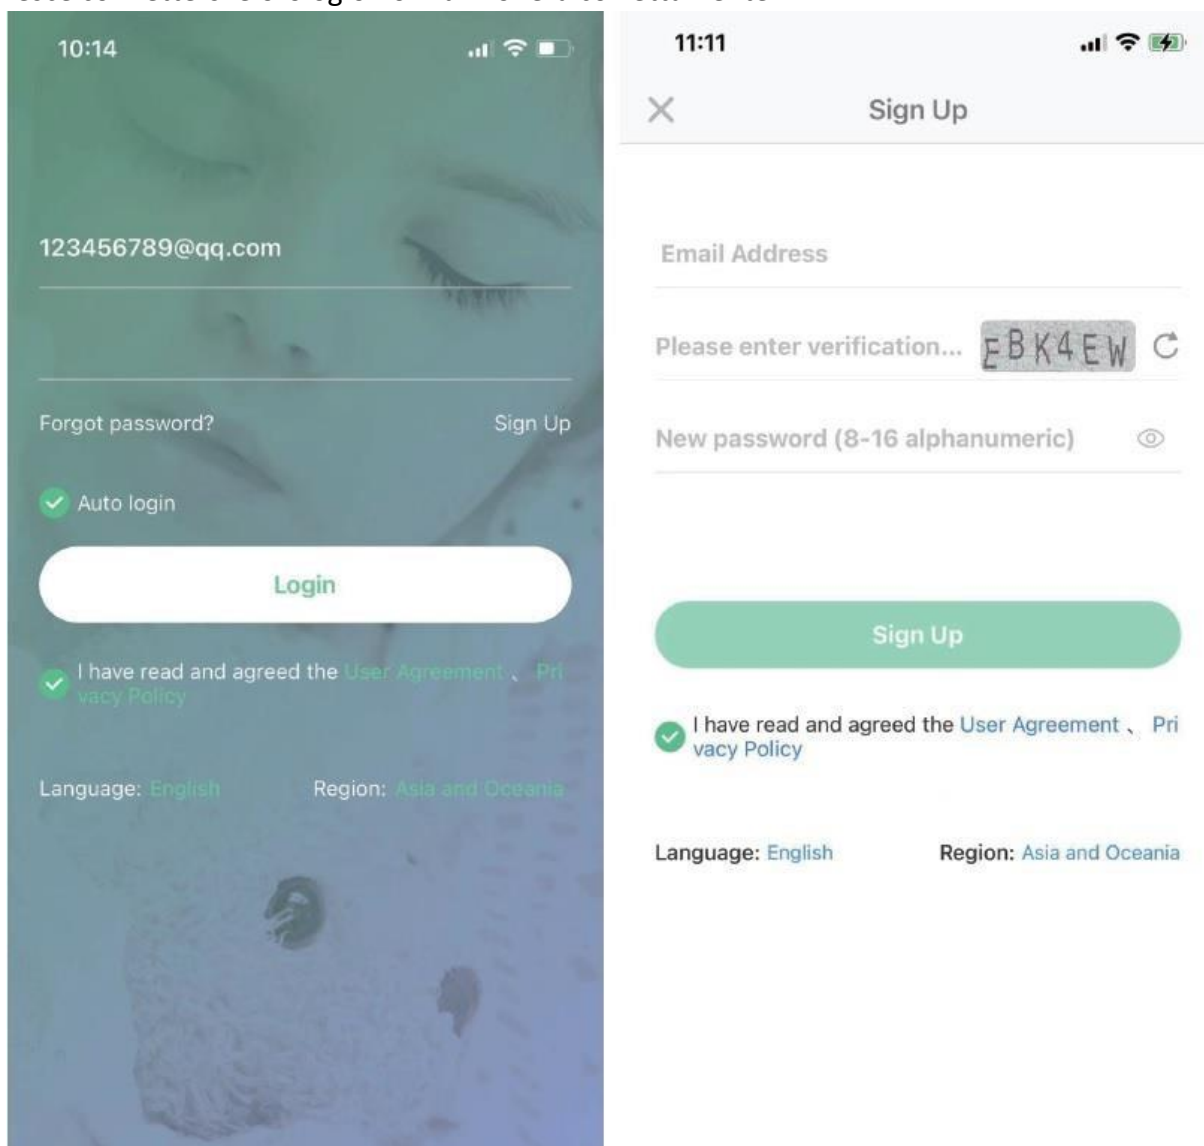 10:14
123456789@qq.com
Forgot password?
Sign Up
Auto login
Login
I have read and agreed the User Agreement 、 Pri
vacy Policy
Language: English
Region: Asia and Oceania
11:11
Sign Up
Email Address
Please enter verification...
EBK4EW
New password (8-16 alphanumeric)
Sign Up
I have read and agreed the User Agreement 、 Pri
vacy Policy
Language: English
Region: Asia and Oceania